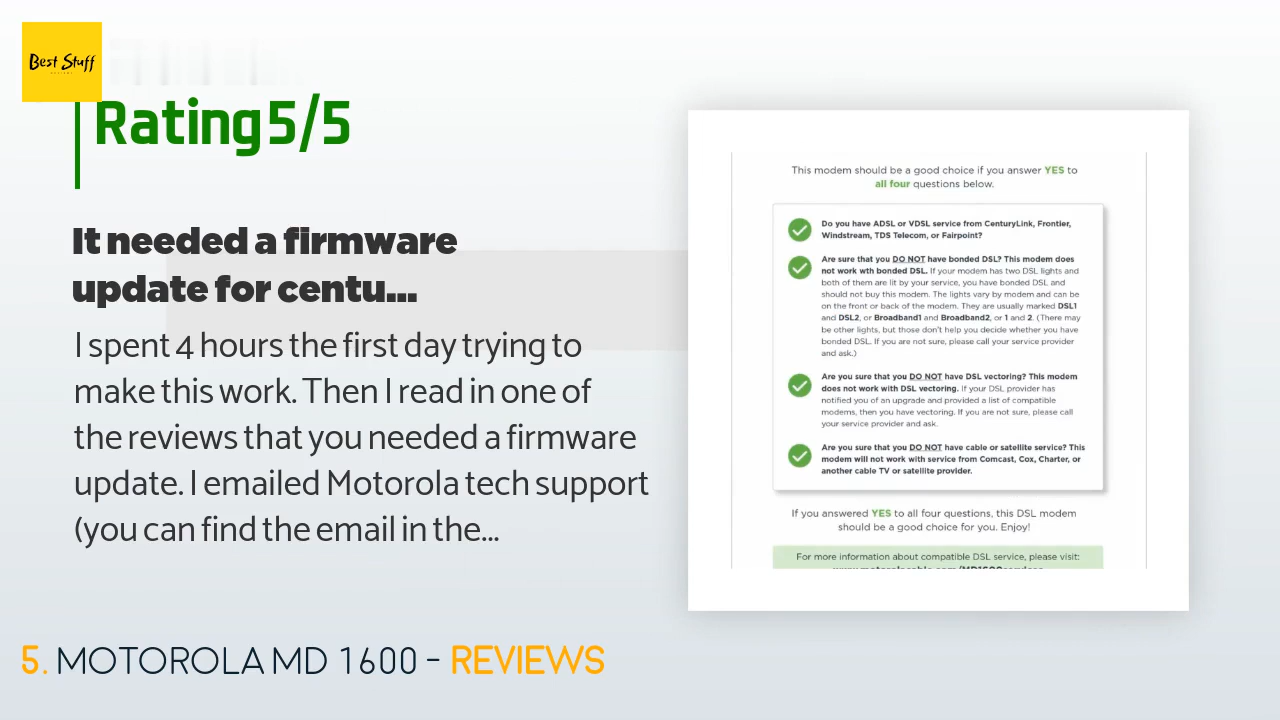 Best Stuff
Rating 5/5
It needed a firmware
update for centu...
I spent 4 hours the first day trying to
make this work. Then I read in one of
the reviews that you needed a firmware
update. I emailed Motorola tech support
(you can find the email in the...
This modem should be a good choice if you answer YES to
all four questions below.
Do you have ADSL or VDSL service from CenturyLink, Frontier,
Windstream, TDS Telecom, or Fairpoint?
Are sure that you DO NOT have bonded DSL? This modem does
not work wth bonded DSL. If your modem has two DSL lights and
both of them are lit by your service, you have bonded DSL and
should not buy this modem. The lights vary by modem and can be
on the front or back of the modem. They are usually marked DSL1
and DSL2, or Broadband1 and Broadband2, or 1 and 2. (There may
be other lights, but those don't help you decide whether you have
bonded DSL. If you are not sure, please call your service provider
and ask.)
Are you sure that you DO NOT have DSL vectoring? This modem
does not work with DSL vectoring. If your DSL provider has
notified you of an upgrade and provided a list of compatible
modems, then you have vectoring. If you are not sure, please call
your service provider and ask.
Are you sure that you DO NOT have cable or satellite service? This
modem will not work with service from Comcast, Cox, Charter, or
another cable TV or satellite provider.
If you answered YES to all four questions, this DSL modem
should be a good choice for you. Enjoy!
For more information about compatible DSL service, please visit:
5. MOTOROLA MD 1600 - REVIEWS